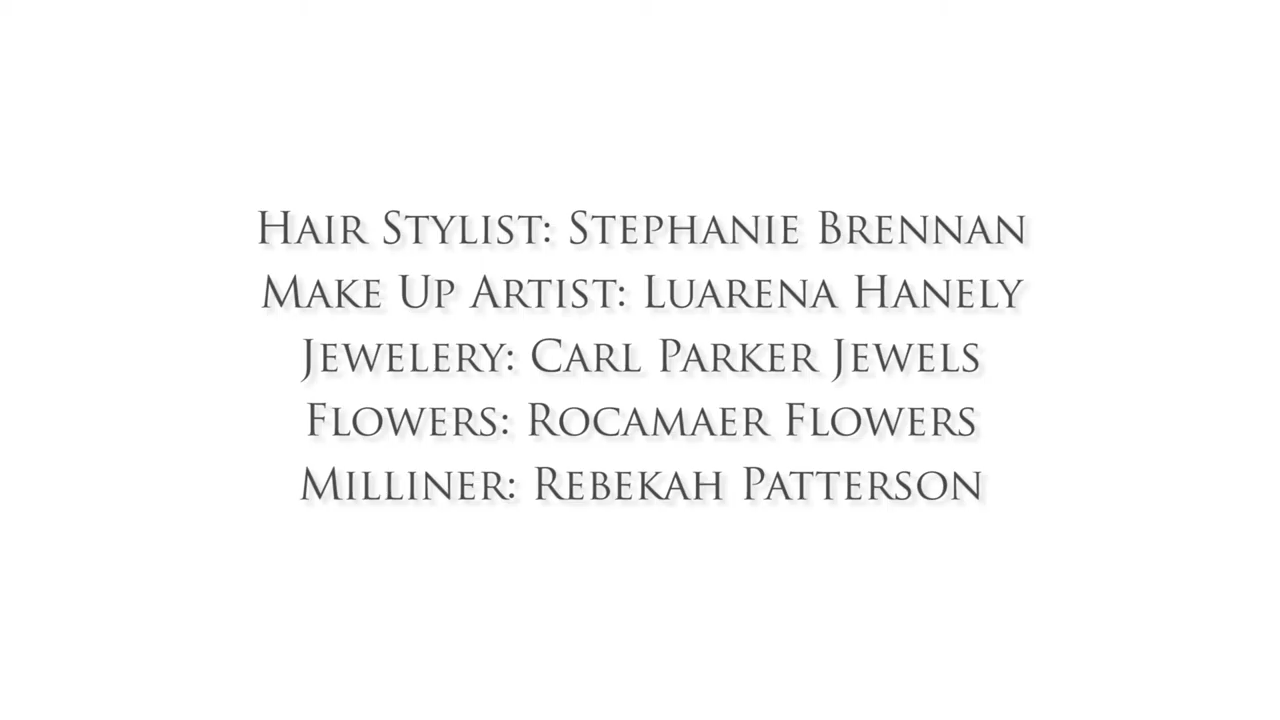 Hair Stylist: Stephanie Brennan
Make Up Artist: Luarena Hanely
Jewelery: Carl Parker Jewels
Flowers: Rocamaer Flowers
Milliner: Rebekah Patterson